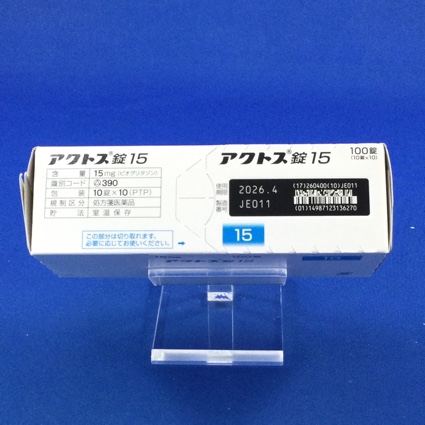 アクトス®錠15
含 量 15mg(ピオグリタゾン)
識別コード 390
包 装 10錠×10(PTP)
規制区分 処方箋医薬品
貯 法 室温保存
この部分は切り取れます。
必要に応じてお使いください。
アクトス®錠15
100錠
(10錠×10)
使用
期限 2026.4
製造
番号 JE011
(17)260400(10)JE011
(01)14987123136270
15